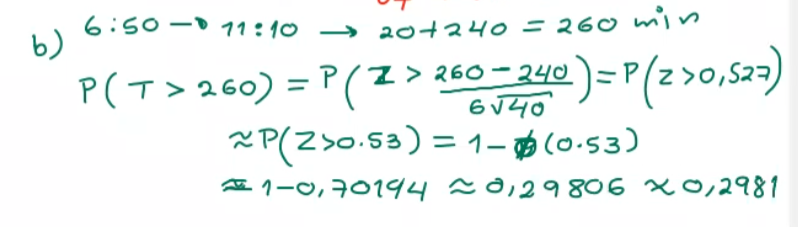 b) 6:50 → 11:10 → 20+240 = 260 min
P(T > 260) = P(Z > (260-240)/(6√40)) = P(Z >0,527)
≈ P(Z>0.53) = 1-Φ(0.53)
≈ 1-0,70194 ≈ 0,29806 ≈ 0,2981